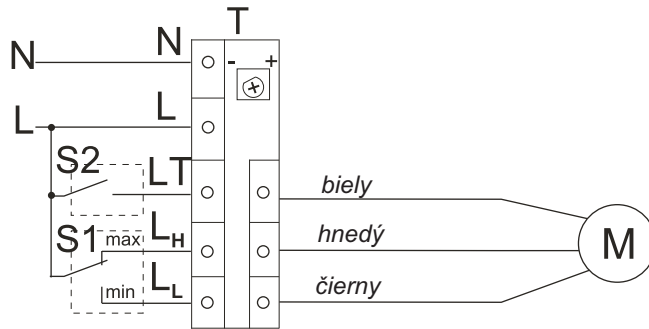 T
N N - +
L L
S2 LT
biely
S1 max LH
hnedý M
min LL
čierny